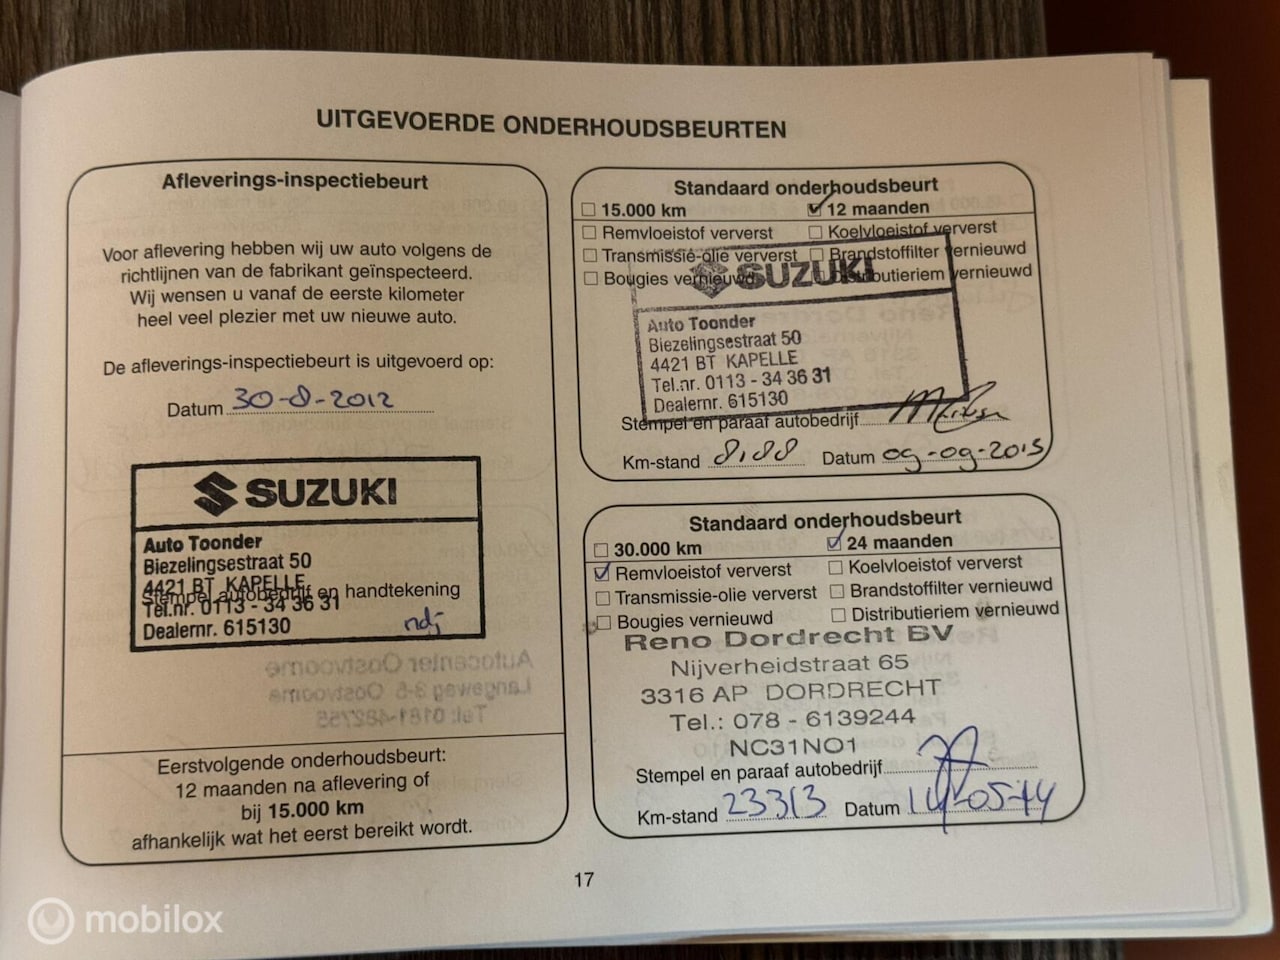 UITGEVOERDE ONDERHOUDSBEURTEN
Afleverings-inspectiebeurt
Voor aflevering hebben wij uw auto volgens de
richtlijnen van de fabrikant geïnspecteerd.
Wij wensen u vanaf de eerste kilometer
heel veel plezier met uw nieuwe auto.
De afleverings-inspectiebeurt is uitgevoerd op:
Datum 30-8-2012
SUZUKI
Auto Toonder
Biezelingsestraat 50
4421 BT KAPELLE
Stempel autobedrijf en handtekening
Tel.nr. 0113 - 34 36 31
Dealernr. 615130
Eerstvolgende onderhoudsbeurt:
12 maanden na aflevering of
bij 15.000 km
afhankelijk wat het eerst bereikt wordt.
Standaard onderhoudsbeurt
15.000 km 12 maanden
Remvloeistof ververst Koelvloeistof ververst
Transmissie-olie ververst Brandstoffilter vernieuwd
Bougies vernieuwd Distributieriem vernieuwd
SUZUKI
Auto Toonder
Biezelingsestraat 50
4421 BT KAPELLE
Tel.nr. 0113 - 34 36 31
Dealernr. 615130
Stempel en paraaf autobedrijf
Km-stand 8,188 Datum 09-09-2013
Standaard onderhoudsbeurt
30.000 km 24 maanden
Remvloeistof ververst Koelvloeistof ververst
Transmissie-olie ververst Brandstoffilter vernieuwd
Bougies vernieuwd Distributieriem vernieuwd
Reno Dordrecht BV
Nijverheidstraat 65
3316 AP DORDRECHT
Tel.: 078 - 6139244
NC31NO1
Stempel en paraaf autobedrijf
Km-stand 23313 Datum 14-05-14
17
mobilox